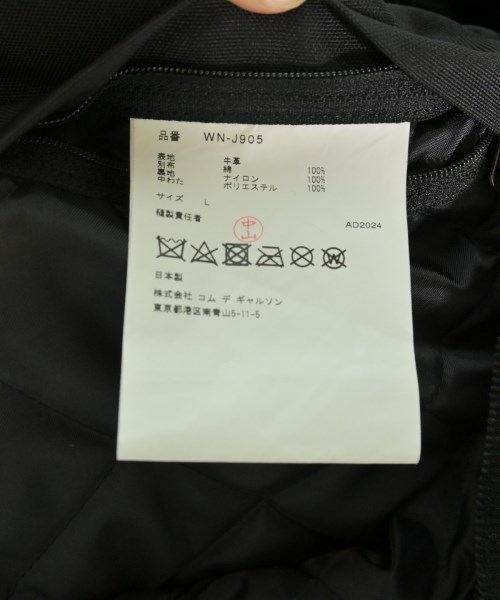 品番 WN-J905
表地 牛革
別布 綿 100%
裏地 ナイロン 100%
中わた ポリエステル 100%
サイズ L
縫製責任者 中山 AD2024
日本製
株式会社 コム デ ギャルソン
東京都港区南青山5-11-5